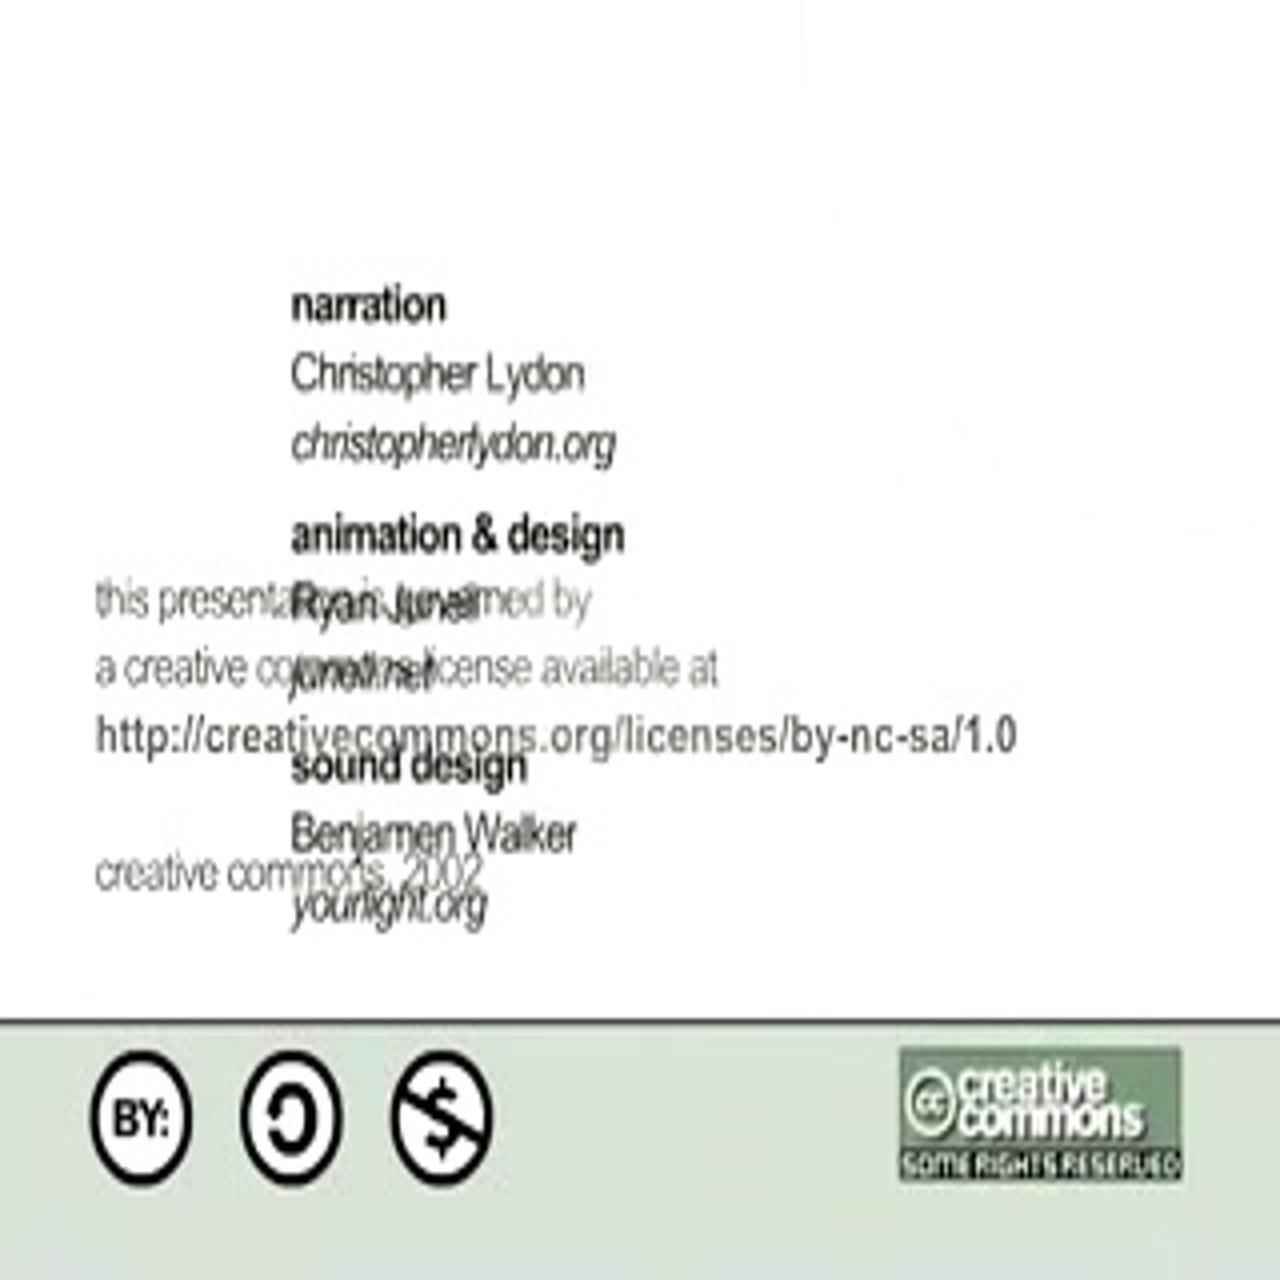 narration
Christopher Lydon
christopherlydon.org
animation & design
this presentation is governed by
Ryan Junell
a creative commons license available at
junell.net
http://creativecommons.org/licenses/by-nc-sa/1.0
sound design
Benjamen Walker
creative commons, 2002
yourlight.org
BY:
$
cc creative
commons
SOME RIGHTS RESERVED